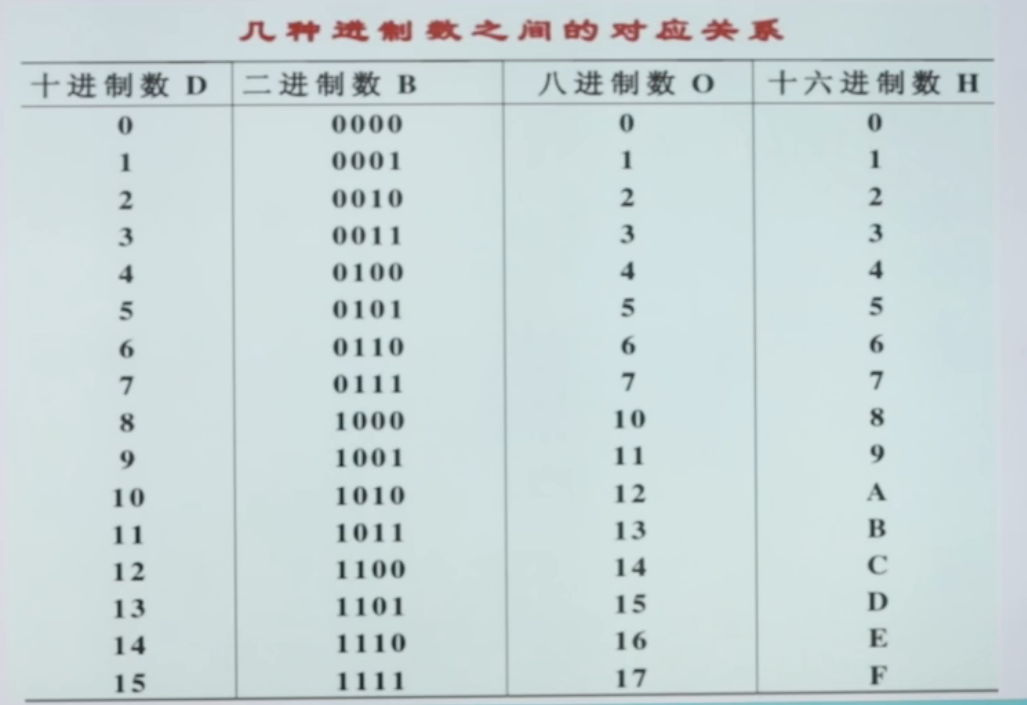 几种进制数之间的对应关系
十进制数 D 二进制数 B 八进制数 O 十六进制数 H
0 0000 0 0
1 0001 1 1
2 0010 2 2
3 0011 3 3
4 0100 4 4
5 0101 5 5
6 0110 6 6
7 0111 7 7
8 1000 10 8
9 1001 11 9
10 1010 12 A
11 1011 13 B
12 1100 14 C
13 1101 15 D
14 1110 16 E
15 1111 17 F